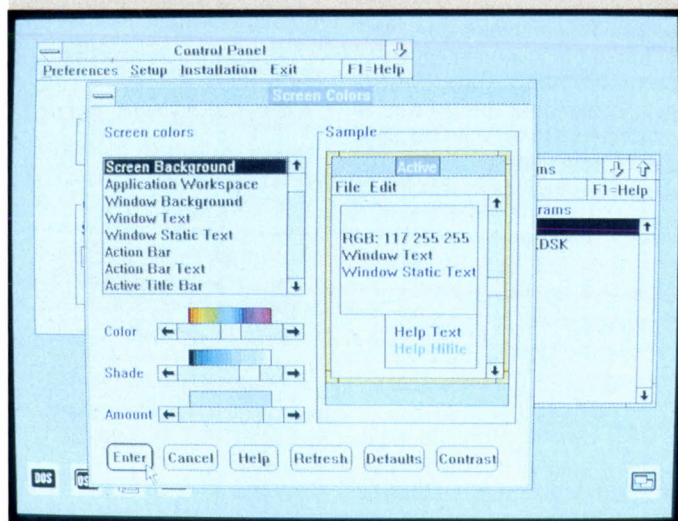 Control Panel
Preferences Setup Installation Exit F1=Help
Screen Colors
Screen colors
Screen Background
Application Workspace
Window Background
Window Text
Window Static Text
Action Bar
Action Bar Text
Active Title Bar
Color
Shade
Amount
Sample
Active
File Edit
RGB: 117 255 255
Window Text
Window Static Text
Help Text
Help Hilite
Enter Cancel Help Refresh Defaults Contrast
ms
F1=Help
rams
DSK
DOS